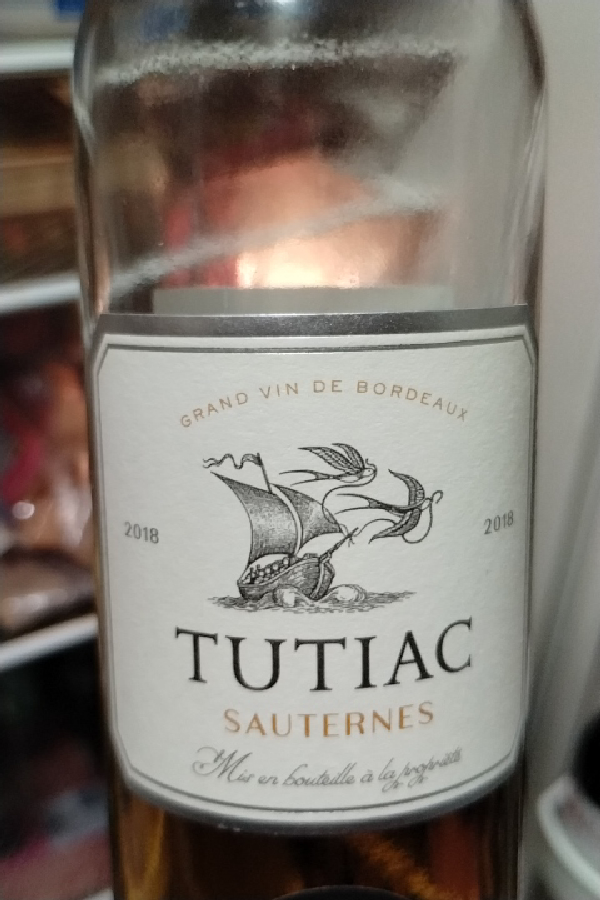 GRAND VIN DE BORDEAUX
2018 2018
TUTIAC
SAUTERNES
Mis en bouteille à la propriété